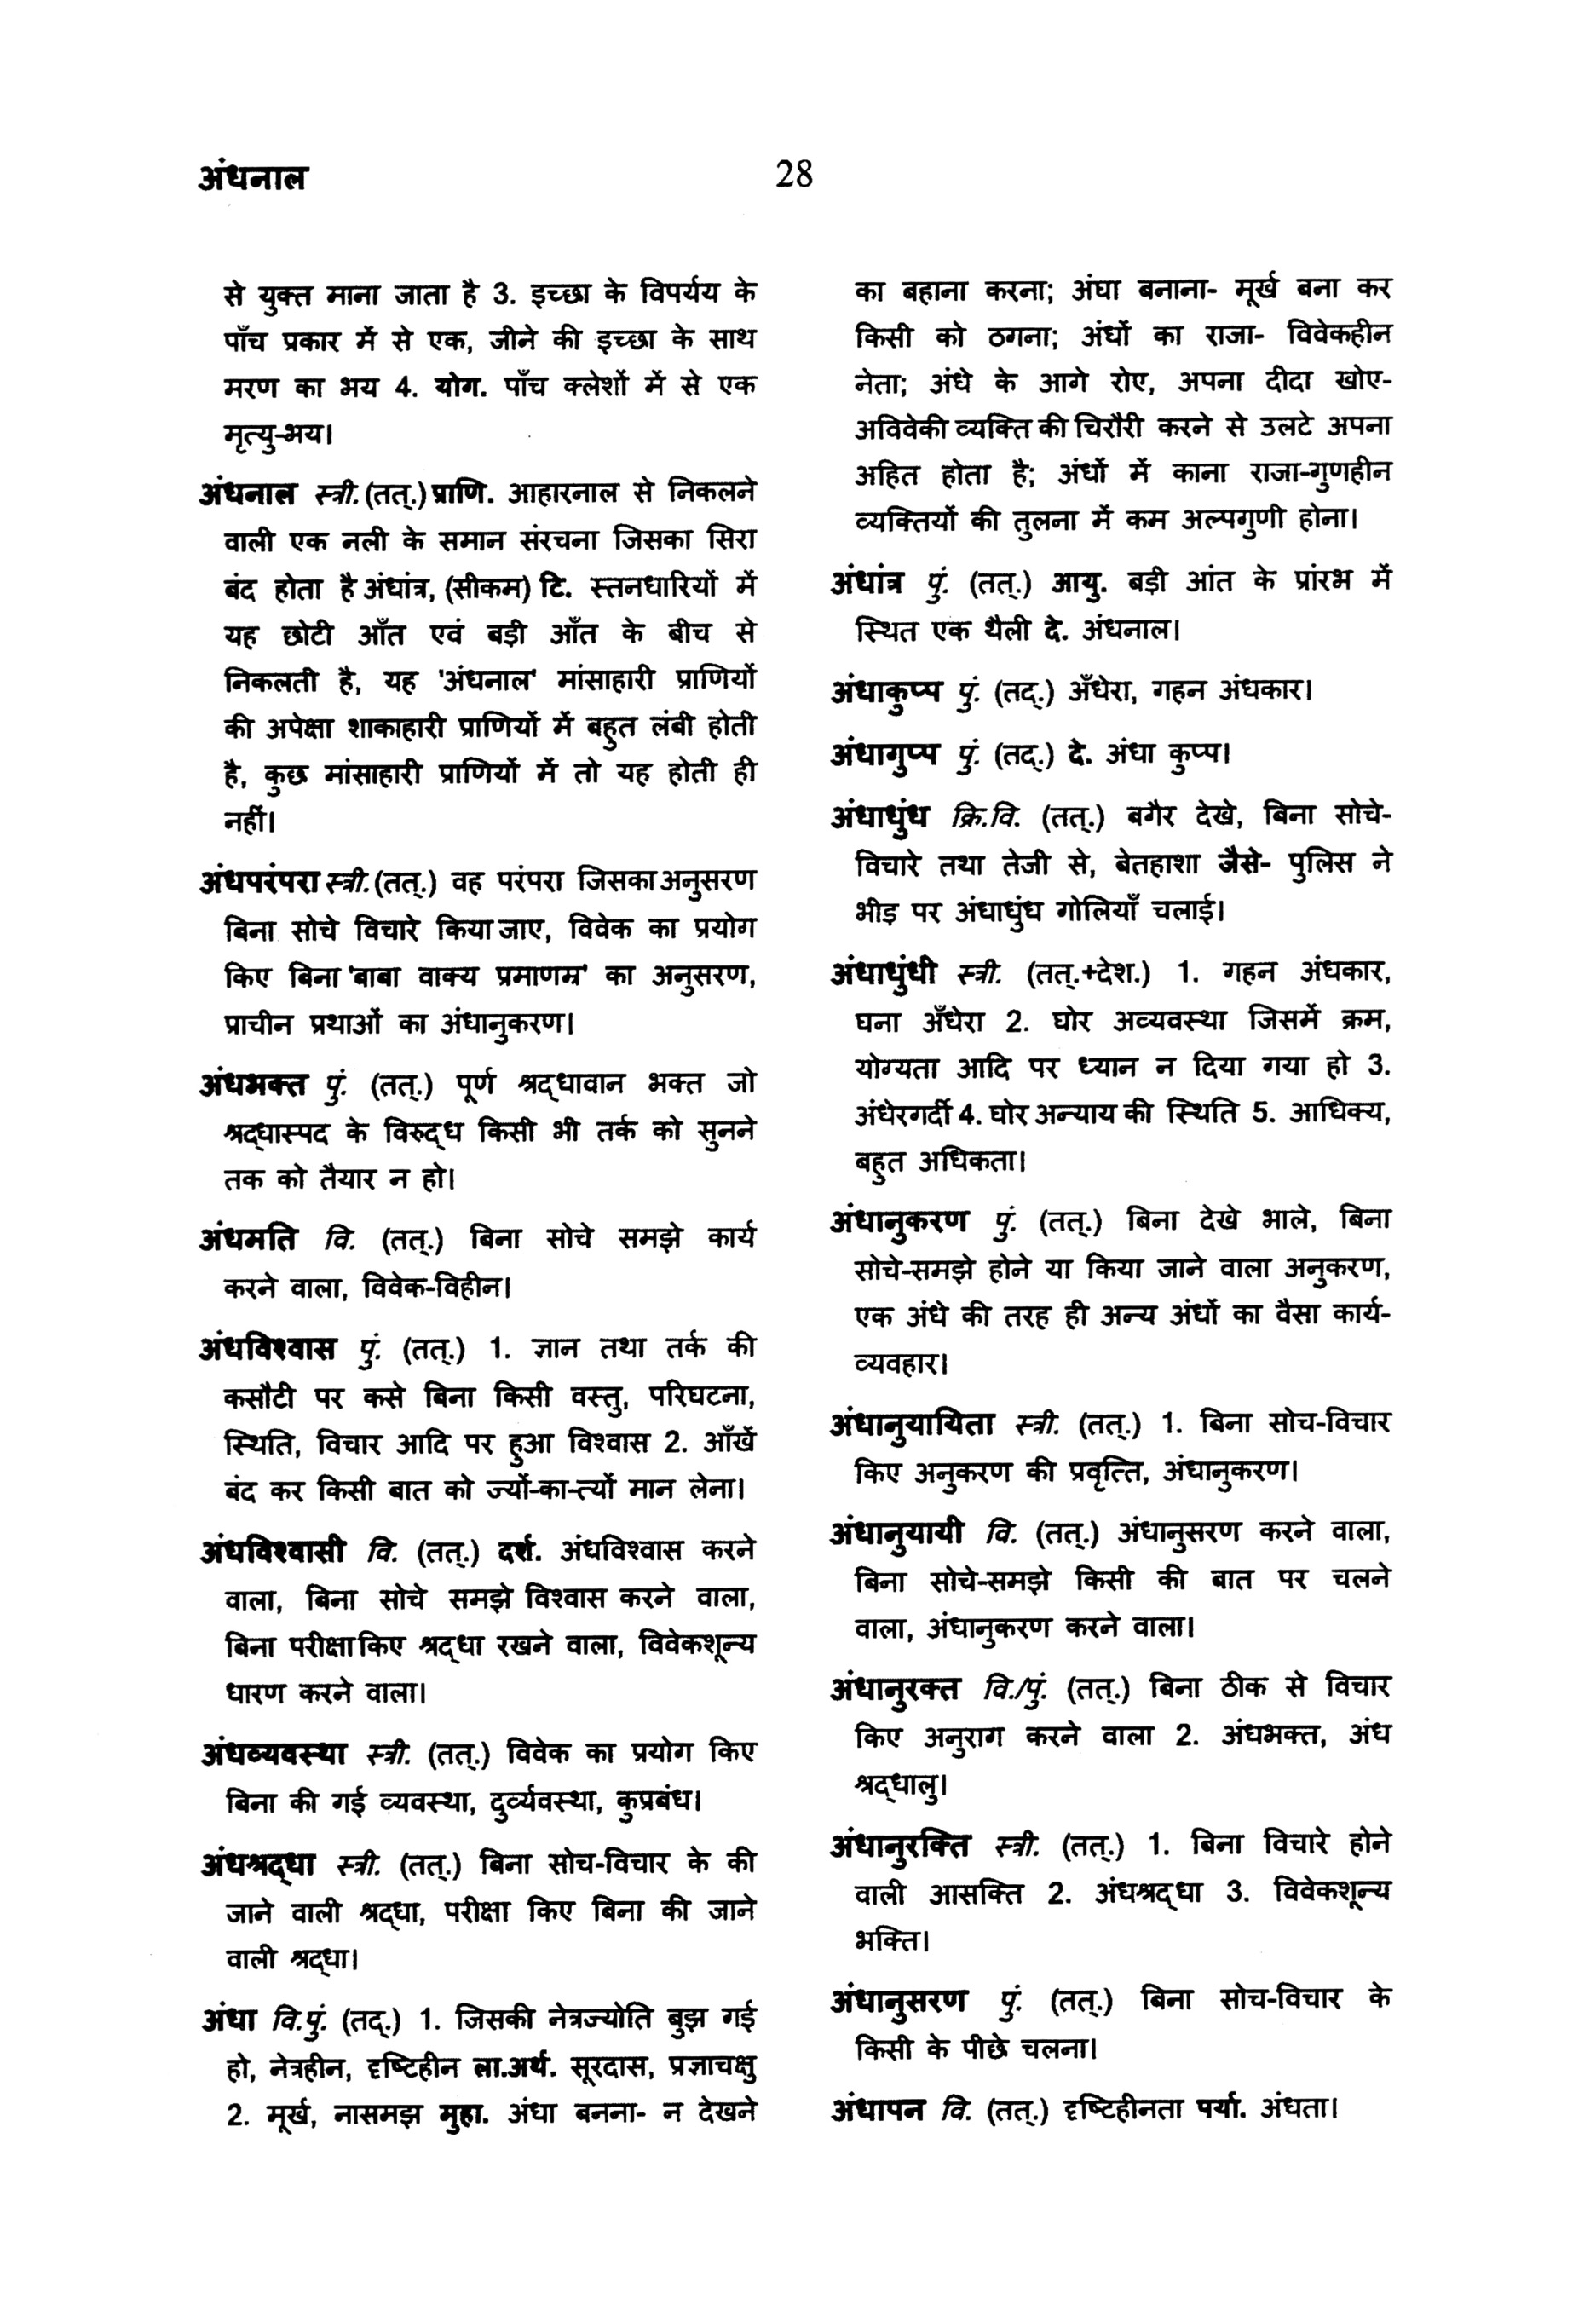 अंधनाल
28
से युक्त माना जाता है 3. इच्छा के विपर्यय के
पाँच प्रकार में से एक, जीने की इच्छा के साथ
मरण का भय 4. योग. पाँच क्लेशों में से एक
मृत्यु-भय।
अंधनाल स्त्री. (तत्.) प्राणि. आहारनाल से निकलने
वाली एक नली के समान संरचना जिसका सिरा
बंद होता है अंधांत्र, (सीकम) टि. स्तनधारियों में
यह छोटी आँत एवं बड़ी आँत के बीच से
निकलती है, यह 'अंधनाल' मांसाहारी प्राणियों
की अपेक्षा शाकाहारी प्राणियों में बहुत लंबी होती
है, कुछ मांसाहारी प्राणियों में तो यह होती ही
नहीं।
अंधपरंपरा स्त्री. (तत्.) वह परंपरा जिसका अनुसरण
बिना सोचे विचारे किया जाए, विवेक का प्रयोग
किए बिना 'बाबा वाक्य प्रमाणम्र' का अनुसरण,
प्राचीन प्रथाओं का अंधानुकरण।
अंधभक्त पुं. (तत्.) पूर्ण श्रद्धावान भक्त जो
श्रद्धास्पद के विरुद्ध किसी भी तर्क को सुनने
तक को तैयार न हो।
अंधमति वि. (तत्.) बिना सोचे समझे कार्य
करने वाला, विवेक-विहीन।
अंधविश्वास पुं. (तत्.) 1. ज्ञान तथा तर्क की
कसौटी पर कसे बिना किसी वस्तु, परिघटना,
स्थिति, विचार आदि पर हुआ विश्वास 2. आँखें
बंद कर किसी बात को ज्यों-का-त्यों मान लेना।
अंधविश्वासी वि. (तत्.) दर्श. अंधविश्वास करने
वाला, बिना सोचे समझे विश्वास करने वाला,
बिना परीक्षा किए श्रद्धा रखने वाला, विवेकशून्य
धारण करने वाला।
अंधव्यवस्था स्त्री. (तत्.) विवेक का प्रयोग किए
बिना की गई व्यवस्था, दुर्व्यवस्था, कुप्रबंध।
अंधश्रद्धा स्त्री. (तत्.) बिना सोच-विचार के की
जाने वाली श्रद्धा, परीक्षा किए बिना की जाने
वाली श्रद्धा।
अंधा वि.पुं. (तद्.) 1. जिसकी नेत्रज्योति बुझ गई
हो, नेत्रहीन, दृष्टिहीन ला.अर्थ. सूरदास, प्रज्ञाचक्षु
2. मूर्ख, नासमझ मुहा. अंधा बनना- न देखने
का बहाना करना; अंघा बनाना- मूर्ख बना कर
किसी को ठगना; अंधों का राजा- विवेकहीन
नेता; अंधे के आगे रोए, अपना दीदा खोए-
अविवेकी व्यक्ति की चिरौरी करने से उलटे अपना
अहित होता है; अंधों में काना राजा-गुणहीन
व्यक्तियों की तुलना में कम अल्पगुणी होना।
अंधांत्र पुं. (तत्.) आयु. बड़ी आंत के प्रांरभ में
स्थित एक थैली दे. अंधनाल।
अंधाकुप्प पुं. (तद्.) अँधेरा, गहन अंधकार।
अंधागुप्प पुं. (तद्.) दे. अंधा कुप्प।
अंधाधुंध क्रि.वि. (तत्.) बगैर देखे, बिना सोचे-
विचारे तथा तेजी से, बेतहाशा जैसे- पुलिस ने
भीड़ पर अंधाधुंध गोलियाँ चलाई।
अंधाधुंधी स्त्री. (तत्.+देश.) 1. गहन अंधकार,
घना अँधेरा 2. घोर अव्यवस्था जिसमें क्रम,
योग्यता आदि पर ध्यान न दिया गया हो 3.
अंधेरगर्दी 4. घोर अन्याय की स्थिति 5. आधिक्य,
बहुत अधिकता।
अंधानुकरण पुं. (तत्.) बिना देखे भाले, बिना
सोचे-समझे होने या किया जाने वाला अनुकरण,
एक अंधे की तरह ही अन्य अंधों का वैसा कार्य-
व्यवहार।
अंधानुयायिता स्त्री. (तत्.) 1. बिना सोच-विचार
किए अनुकरण की प्रवृत्ति, अंधानुकरण।
अंधानुयायी वि. (तत्.) अंधानुसरण करने वाला,
बिना सोचे-समझे किसी की बात पर चलने
वाला, अंधानुकरण करने वाला।
अंधानुरक्त वि./पुं. (तत्.) बिना ठीक से विचार
किए अनुराग करने वाला 2. अंधभक्त, अंध
श्रद्धालु।
अंधानुरक्ति स्त्री. (तत्.) 1. बिना विचारे होने
वाली आसक्ति 2. अंधश्रद्धा 3. विवेकशून्य
भक्ति।
अंधानुसरण पुं. (तत्.) बिना सोच-विचार के
किसी के पीछे चलना।
अंधापन वि. (तत्.) दृष्टिहीनता पर्या. अंधता।